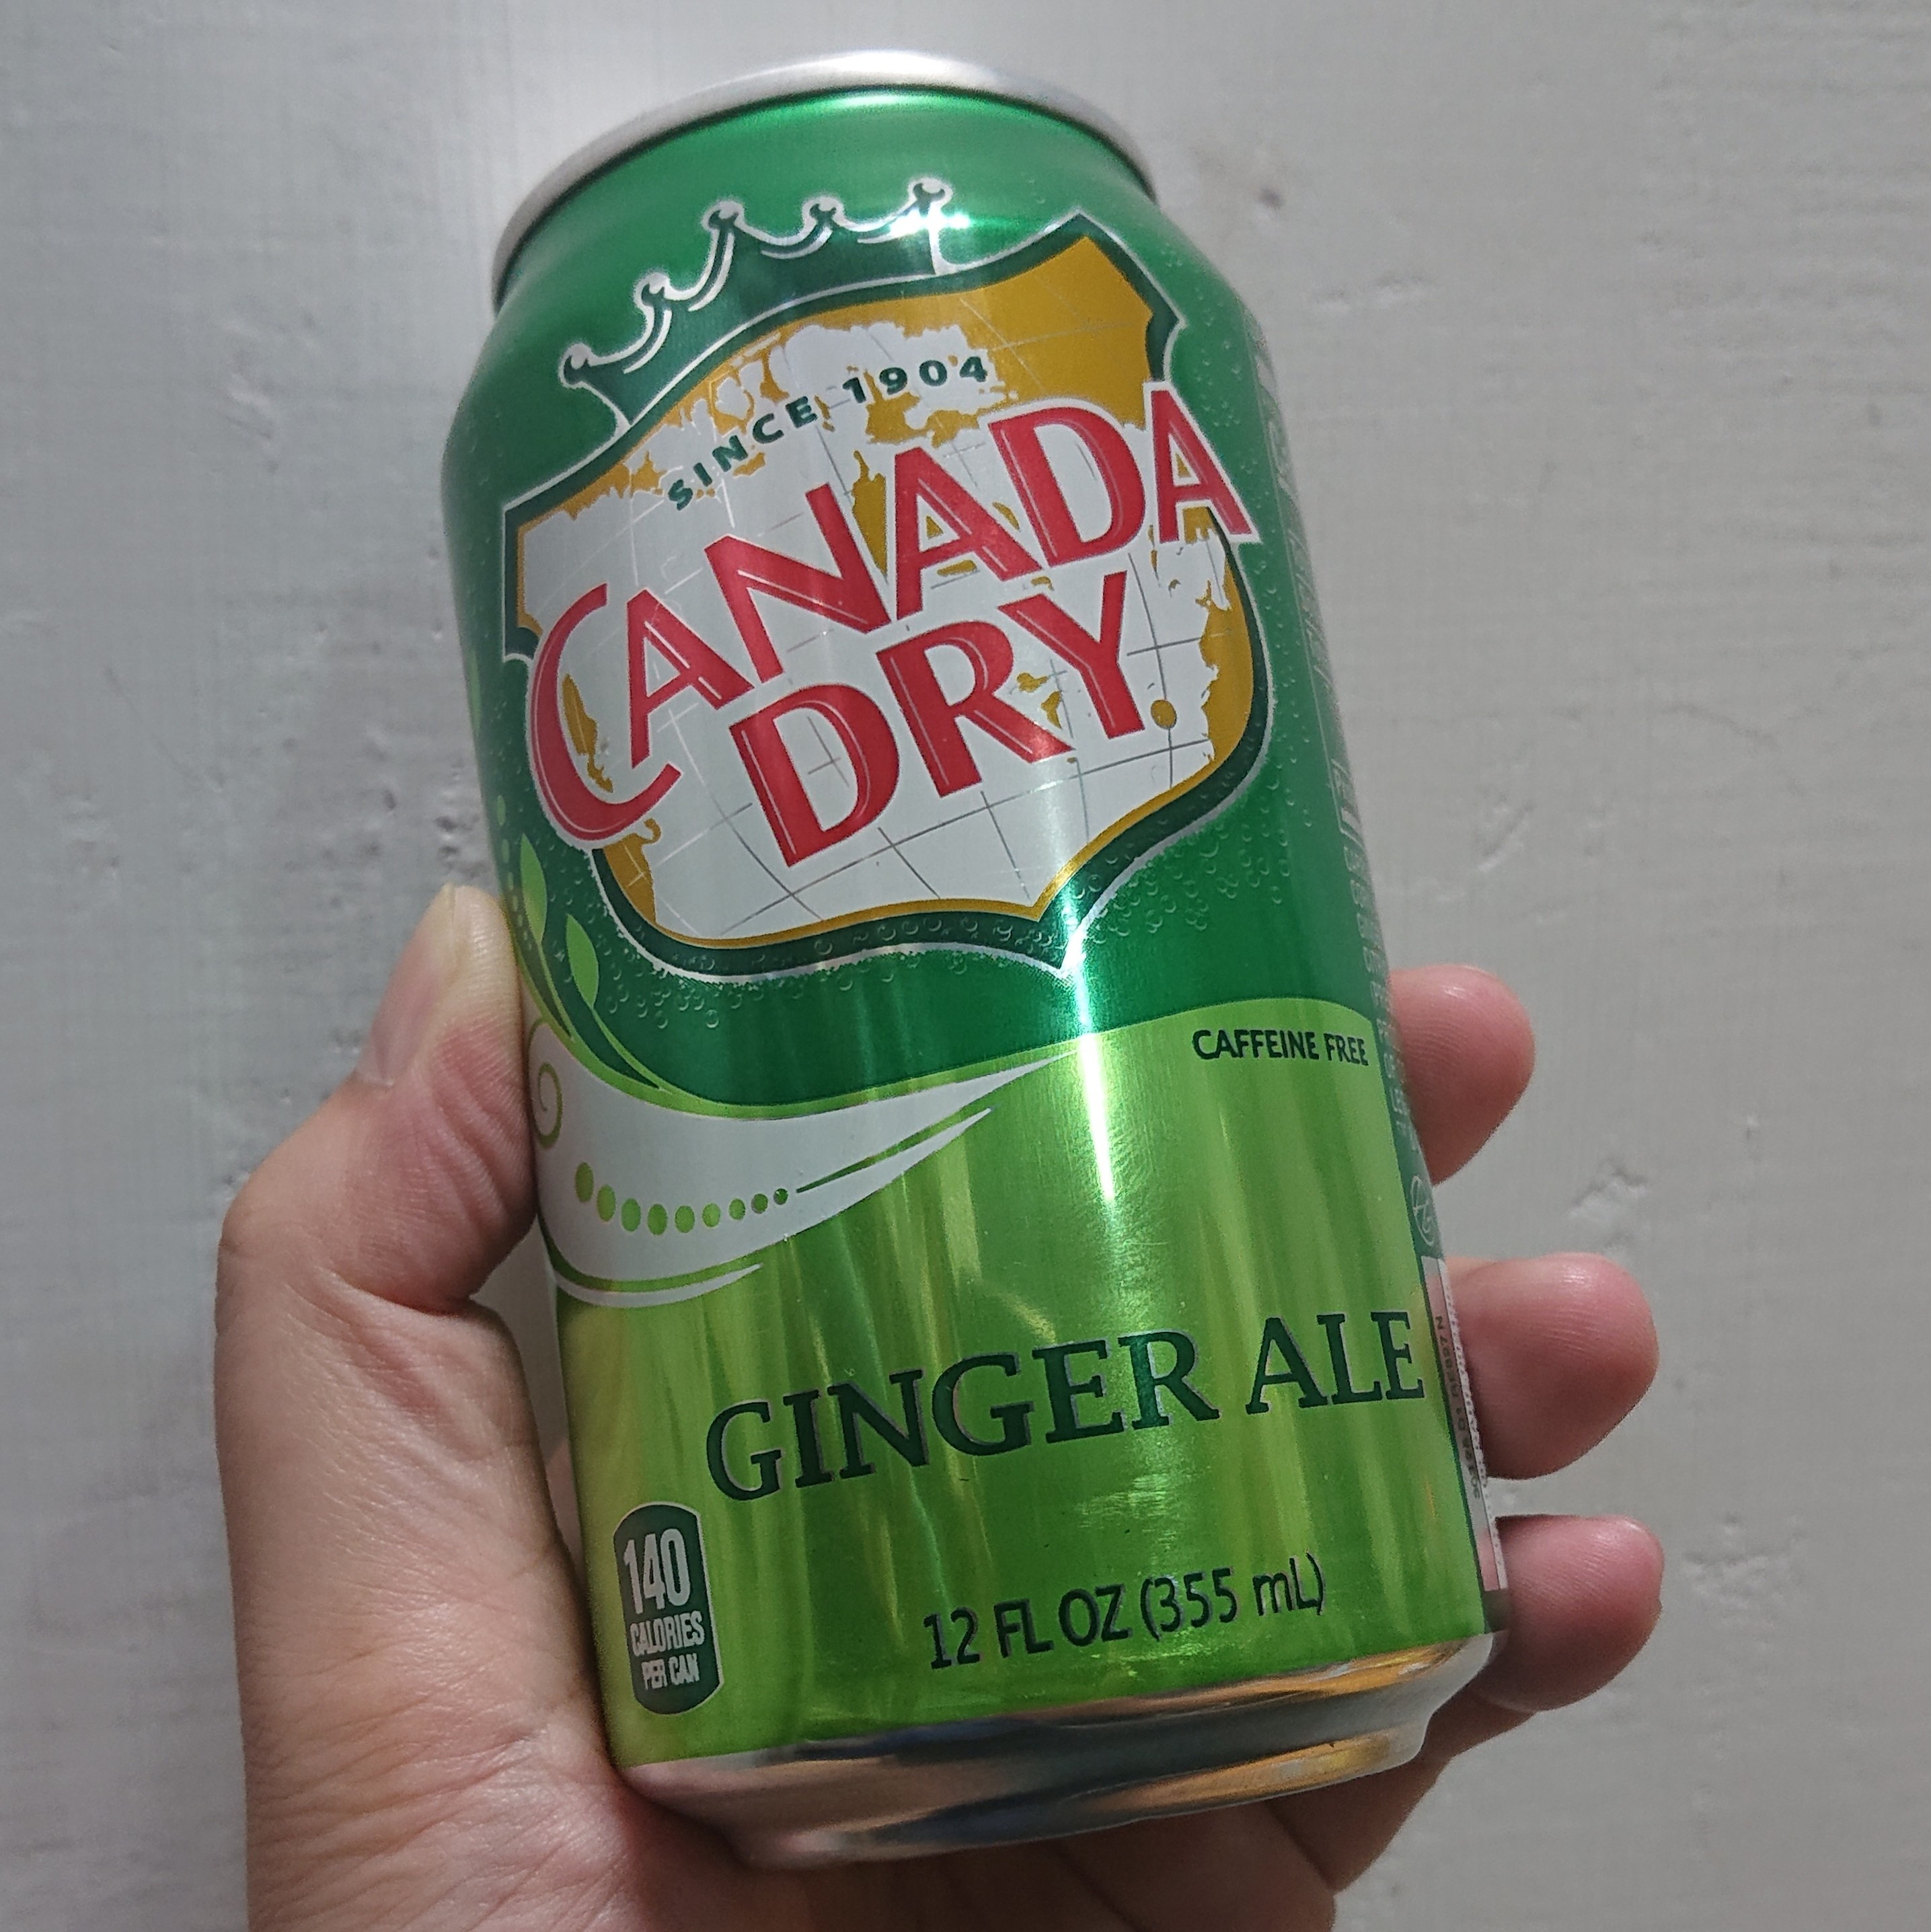 SINCE 1904
CANADA
DRY
CAFFEINE FREE
GINGER ALE
140
CALORIES
PER CAN
12 FL OZ (355 mL)